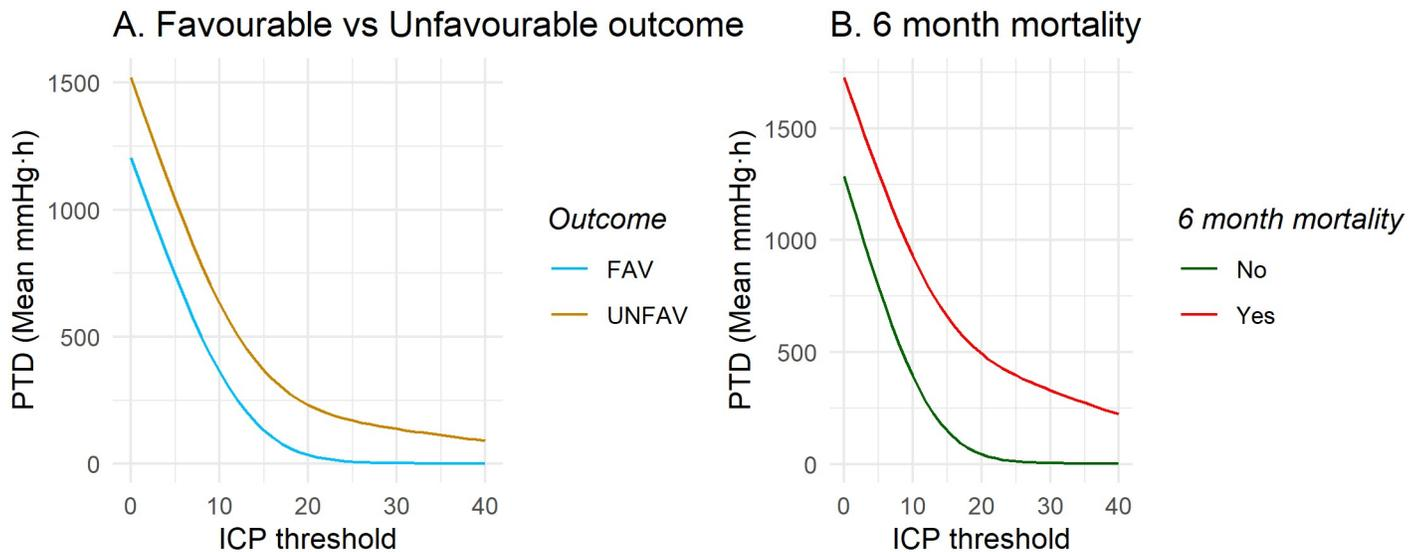 A. Favourable vs Unfavourable outcome
PTD (Mean mmHg·h)
1500
1000
500
0
0 10 20 30 40
ICP threshold
Outcome
FAV
UNFAV
B. 6 month mortality
PTD (Mean mmHg·h)
1500
1000
500
0
0 10 20 30 40
ICP threshold
6 month mortality
No
Yes